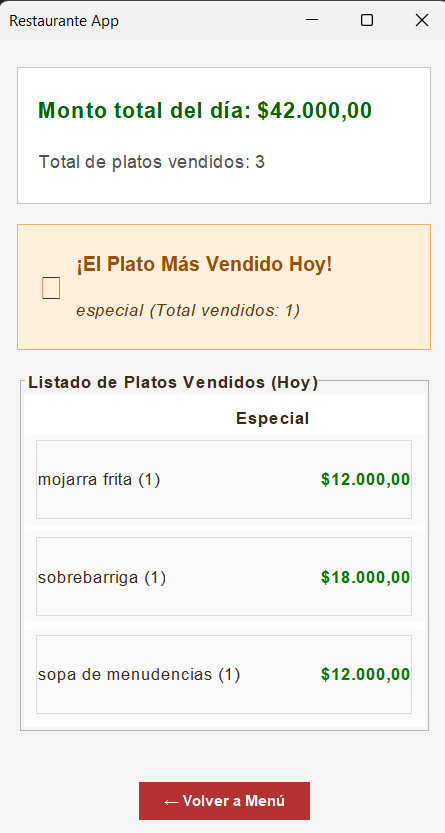 Restaurante App
Monto total del día: $42.000,00
Total de platos vendidos: 3
¡El Plato Más Vendido Hoy!
especial (Total vendidos: 1)
Listado de Platos Vendidos (Hoy)
Especial
mojarra frita (1) $12.000,00
sobrebarriga (1) $18.000,00
sopa de menudencias (1) $12.000,00
← Volver a Menú